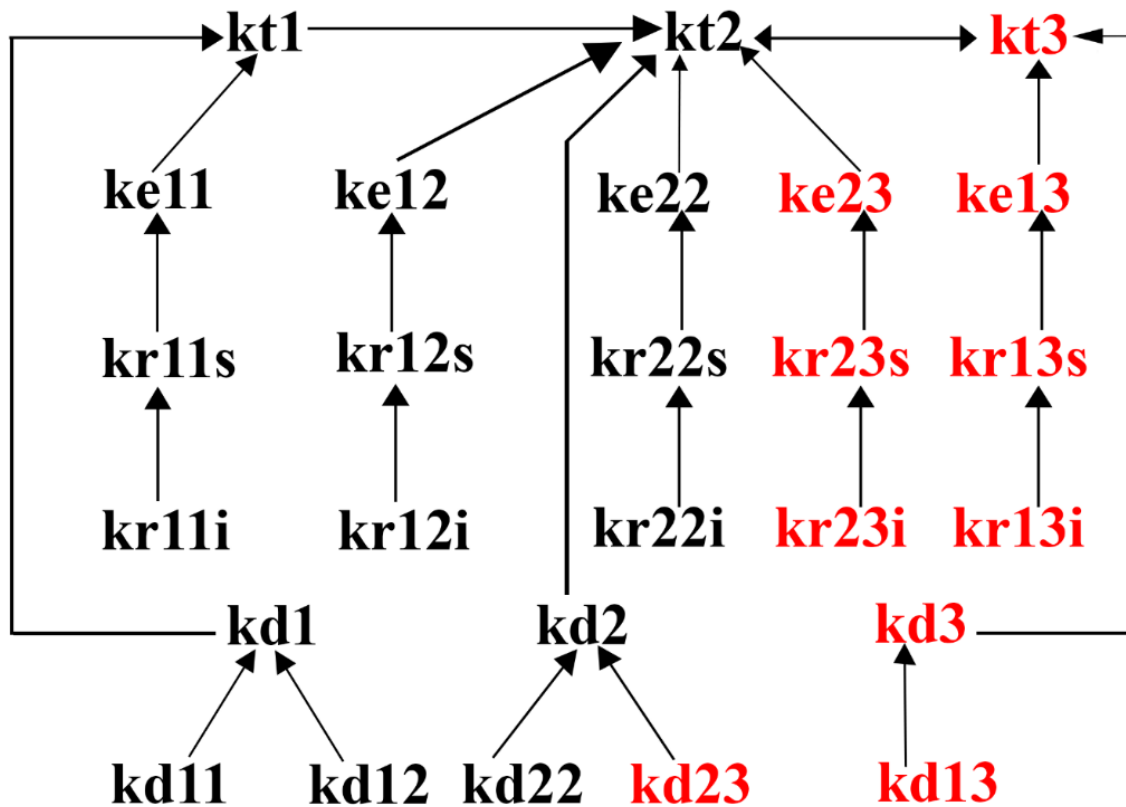 kt1 kt2 kt3
ke11 ke12 ke22 ke23 ke13
kr11s kr12s kr22s kr23s kr13s
kr11i kr12i kr22i kr23i kr13i
kd1 kd2 kd3
kd11 kd12 kd22 kd23 kd13